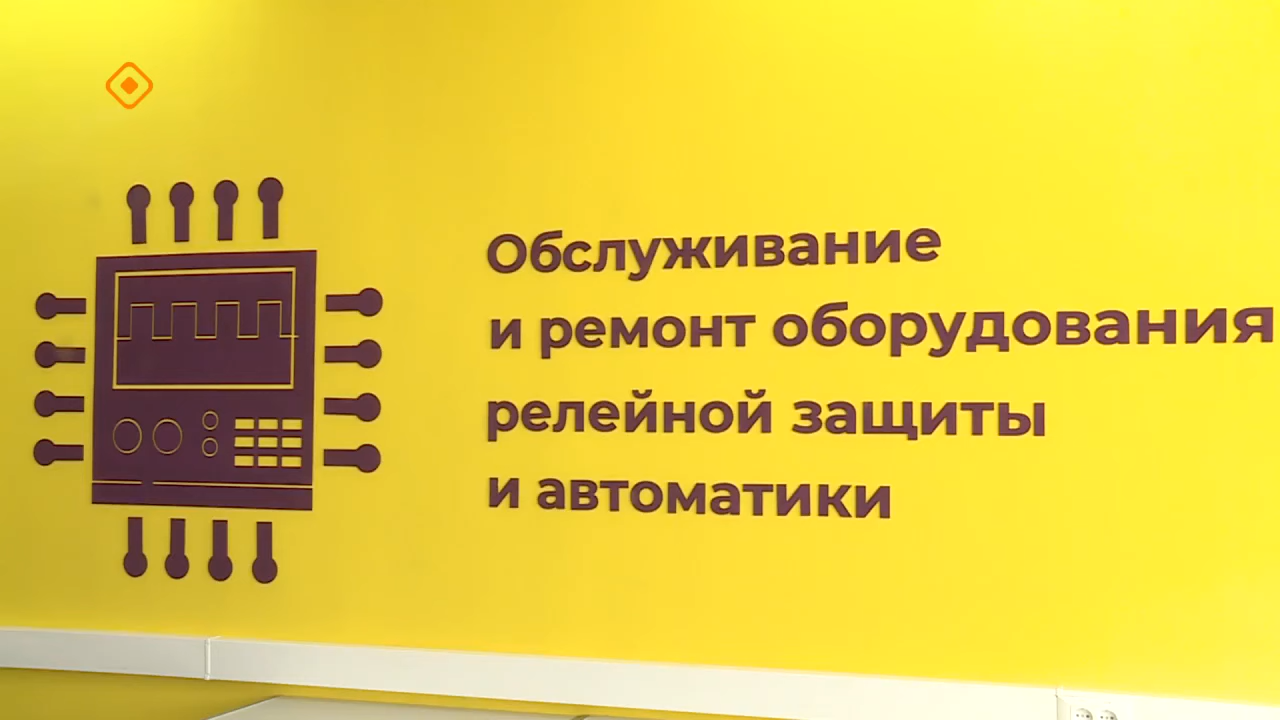 Обслуживание
и ремонт оборудования
релейной защиты
и автоматики